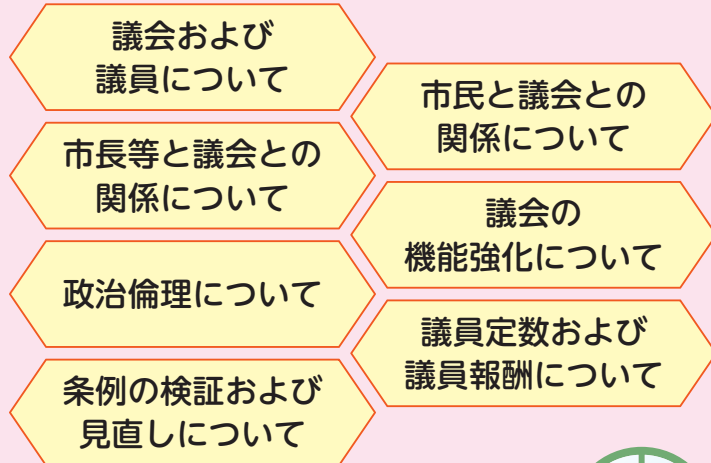 議会および
議員について
市民と議会との
関係について
市長等と議会との
関係について
議会の
機能強化について
政治倫理について
議員定数および
議員報酬について
条例の検証および
見直しについて